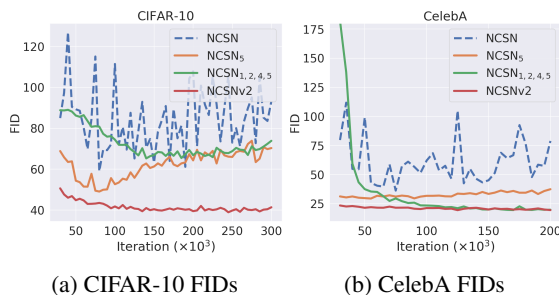 CIFAR-10
FID
120
100
80
60
40
50
100
150
200
250
300
Iteration (×10³)
NCSN
NCSN₅
NCSN₁,₂,₄,₅
NCSNv2
(a) CIFAR-10 FIDs
CelebA
175
150
125
100
75
50
25
50
100
150
200
Iteration (×10³)
NCSN
NCSN₅
NCSN₁,₂,₄,₅
NCSNv2
(b) CelebA FIDs